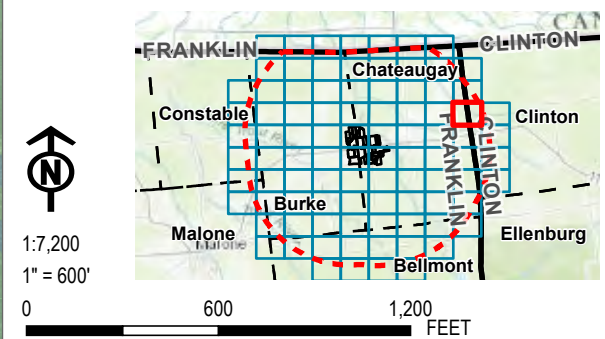 CAN
FRANKLIN
CLINTON
Chateaugay
Constable
Clinton
FRANKLIN
CLINTON
N
Burke
1:7,200
Malone
Malone
Ellenburg
1" = 600'
Bellmont
0
600
1,200
FEET